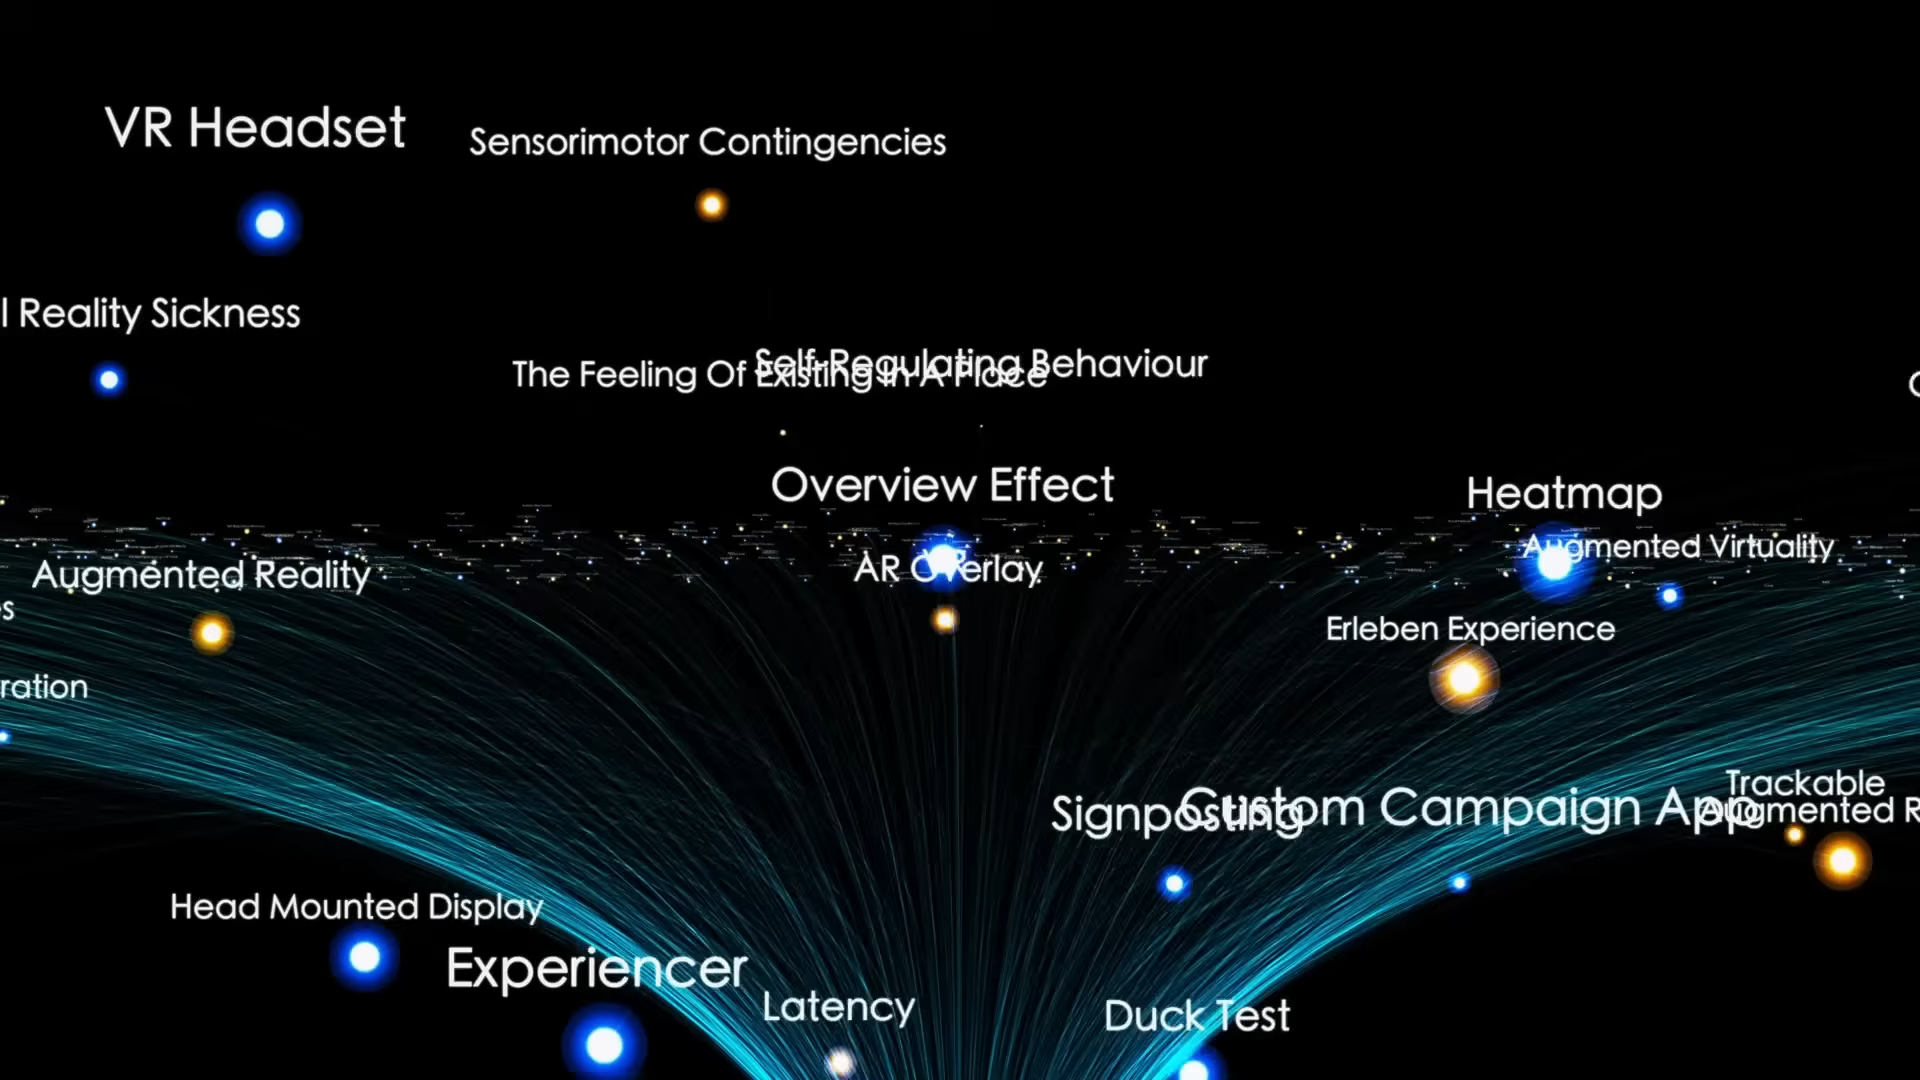 VR Headset
Sensorimotor Contingencies
l Reality Sickness
Self-Regulating Behaviour
The Feeling Of Existing In A Place
Overview Effect
Heatmap
Augmented Virtuality
AR Overlay
Augmented Reality
Erleben Experience
ration
Trackable
Custom Campaign App
Signposting
Augmented R
Head Mounted Display
Experiencer
Latency
Duck Test